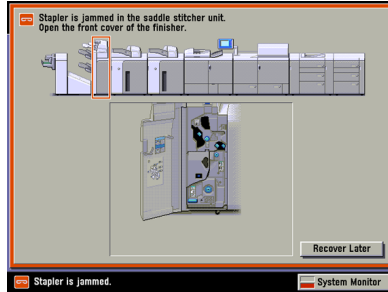 Stapler is jammed in the saddle stitcher unit.
Open the front cover of the finisher.
Recover Later
Stapler is jammed.
System Monitor